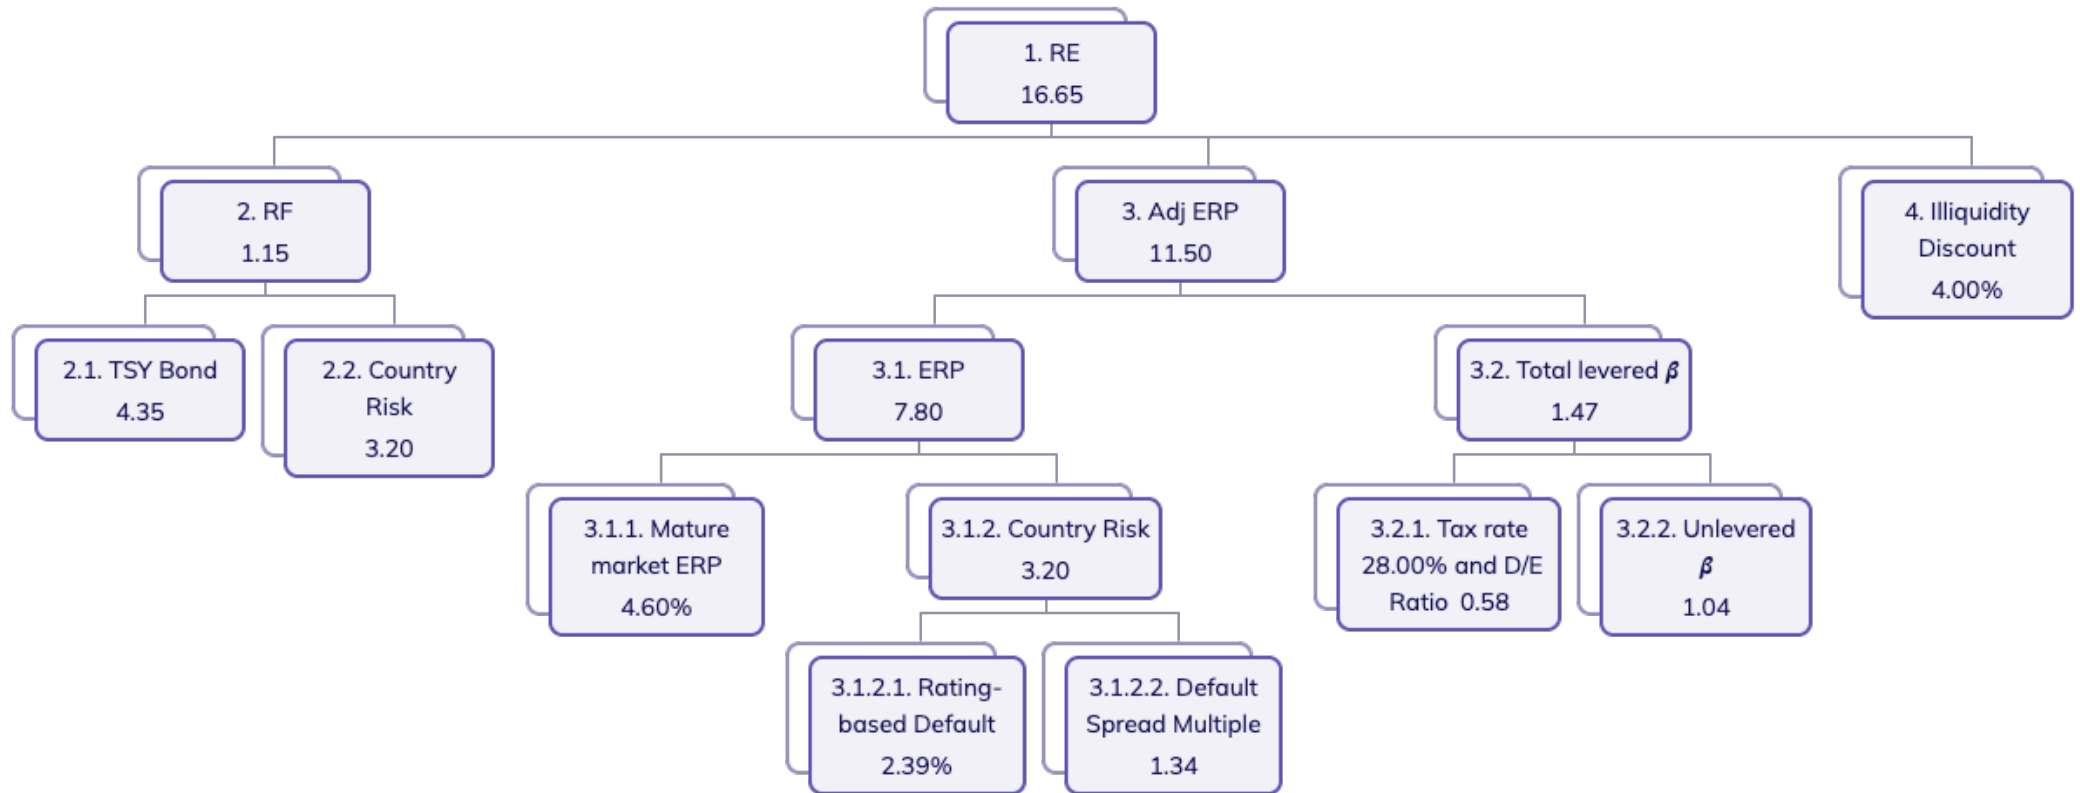 1. RE
16.65
2. RF
1.15
3. Adj ERP
11.50
4. Illiquidity
Discount
4.00%
2.1. TSY Bond
4.35
2.2. Country
Risk
3.20
3.1. ERP
7.80
3.2. Total levered β
1.47
3.1.1. Mature
market ERP
4.60%
3.1.2. Country Risk
3.20
3.2.1. Tax rate
28.00% and D/E
Ratio 0.58
3.2.2. Unlevered
β
1.04
3.1.2.1. Rating-
based Default
2.39%
3.1.2.2. Default
Spread Multiple
1.34